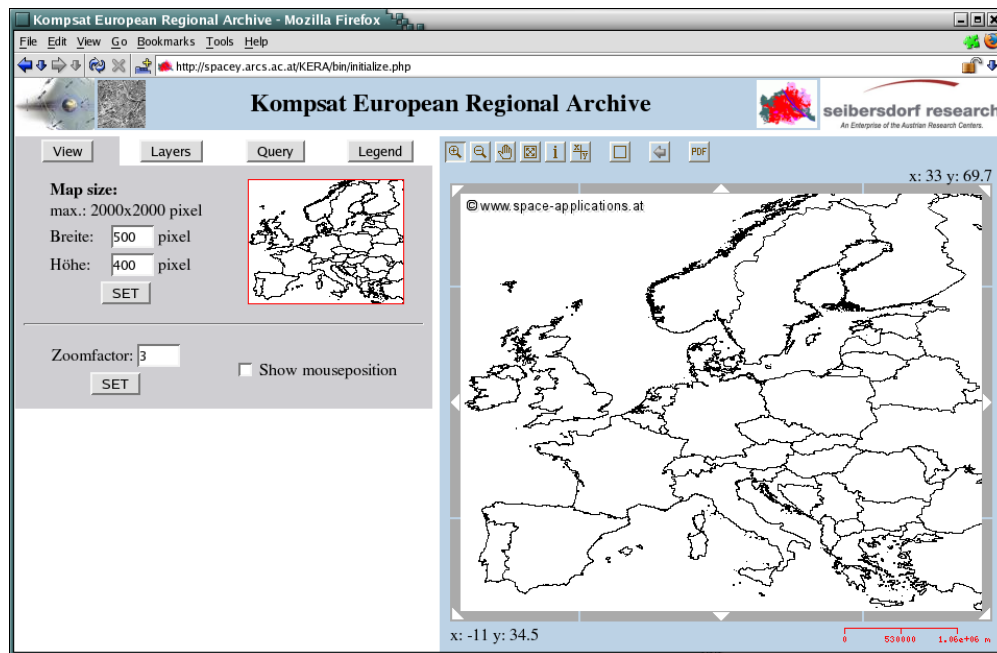 Kompsat European Regional Archive - Mozilla Firefox
File Edit View Go Bookmarks Tools Help
http://spacey.arcs.ac.at/KERA/bin/initialize.php
Kompsat European Regional Archive
seibersdorf research
An Enterprise of the Austrian Research Centers.
View Layers Query Legend
i X| |Y PDF
x: 33 y: 69.7
Map size:
max.: 2000x2000 pixel
Breite: 500 pixel
Höhe: 400 pixel
SET
©www.space-applications.at
Zoomfactor: 3
SET
Show mouseposition
x: -11 y: 34.5
0 530000 1.06e+06 m